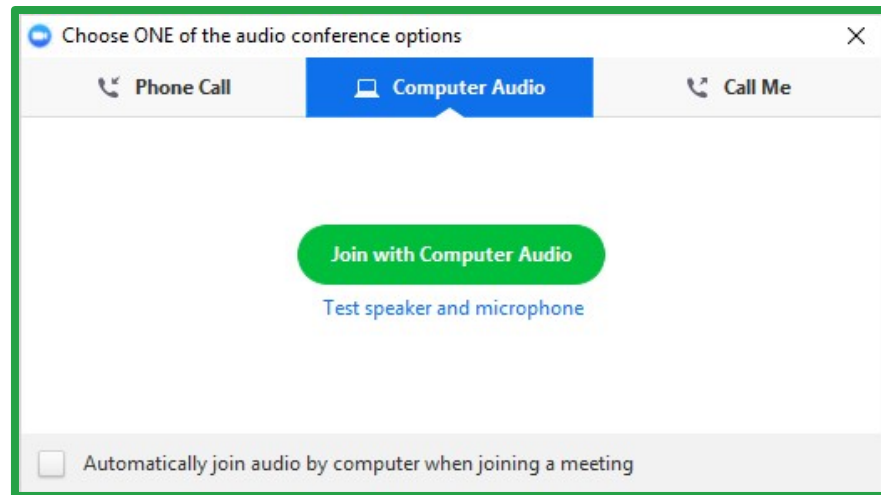 Choose ONE of the audio conference options
Phone Call
Computer Audio
Call Me
Join with Computer Audio
Test speaker and microphone
Automatically join audio by computer when joining a meeting